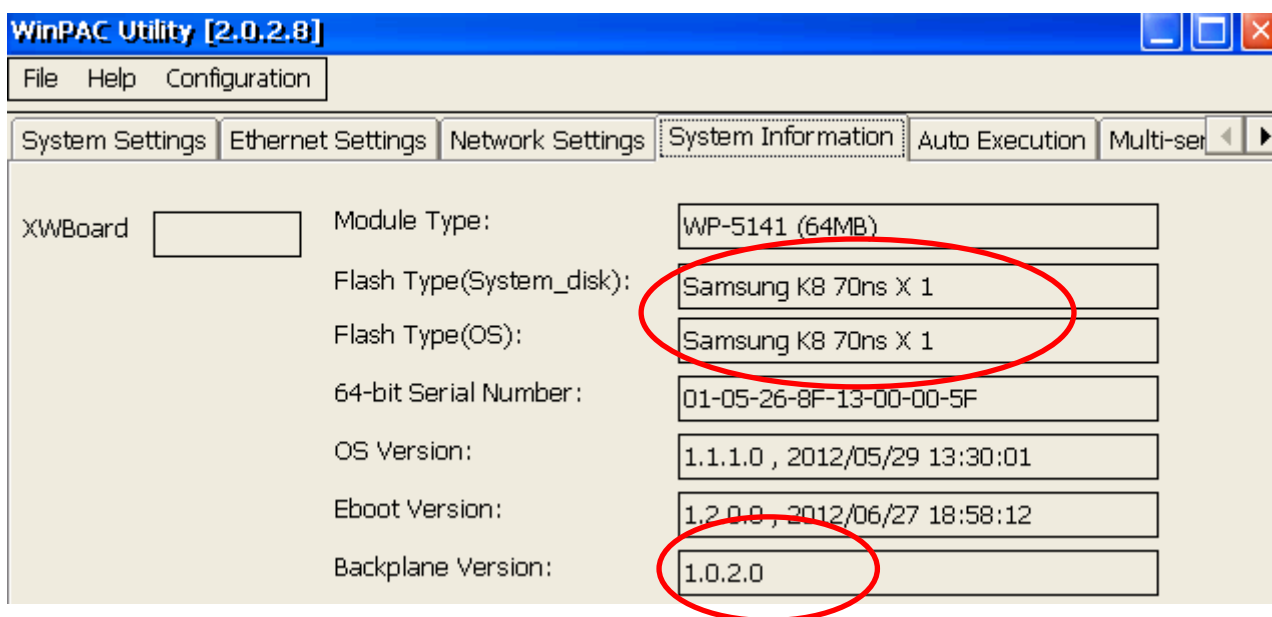 WinPAC Utility [2.0.2.8]
File Help Configuration
System Settings Ethernet Settings Network Settings System Information Auto Execution Multi-ser
XWBoard Module Type: WP-5141 (64MB)
Flash Type(System_disk): Samsung K8 70ns X 1
Flash Type(OS): Samsung K8 70ns X 1
64-bit Serial Number: 01-05-26-8F-13-00-00-5F
OS Version: 1.1.1.0 , 2012/05/29 13:30:01
Eboot Version: 1.2.0.0 , 2012/06/27 18:58:12
Backplane Version: 1.0.2.0